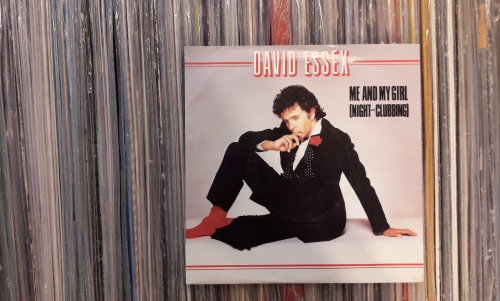 DAVID ESSEX
ME AND MY GIRL
(NIGHT-CLUBBING)